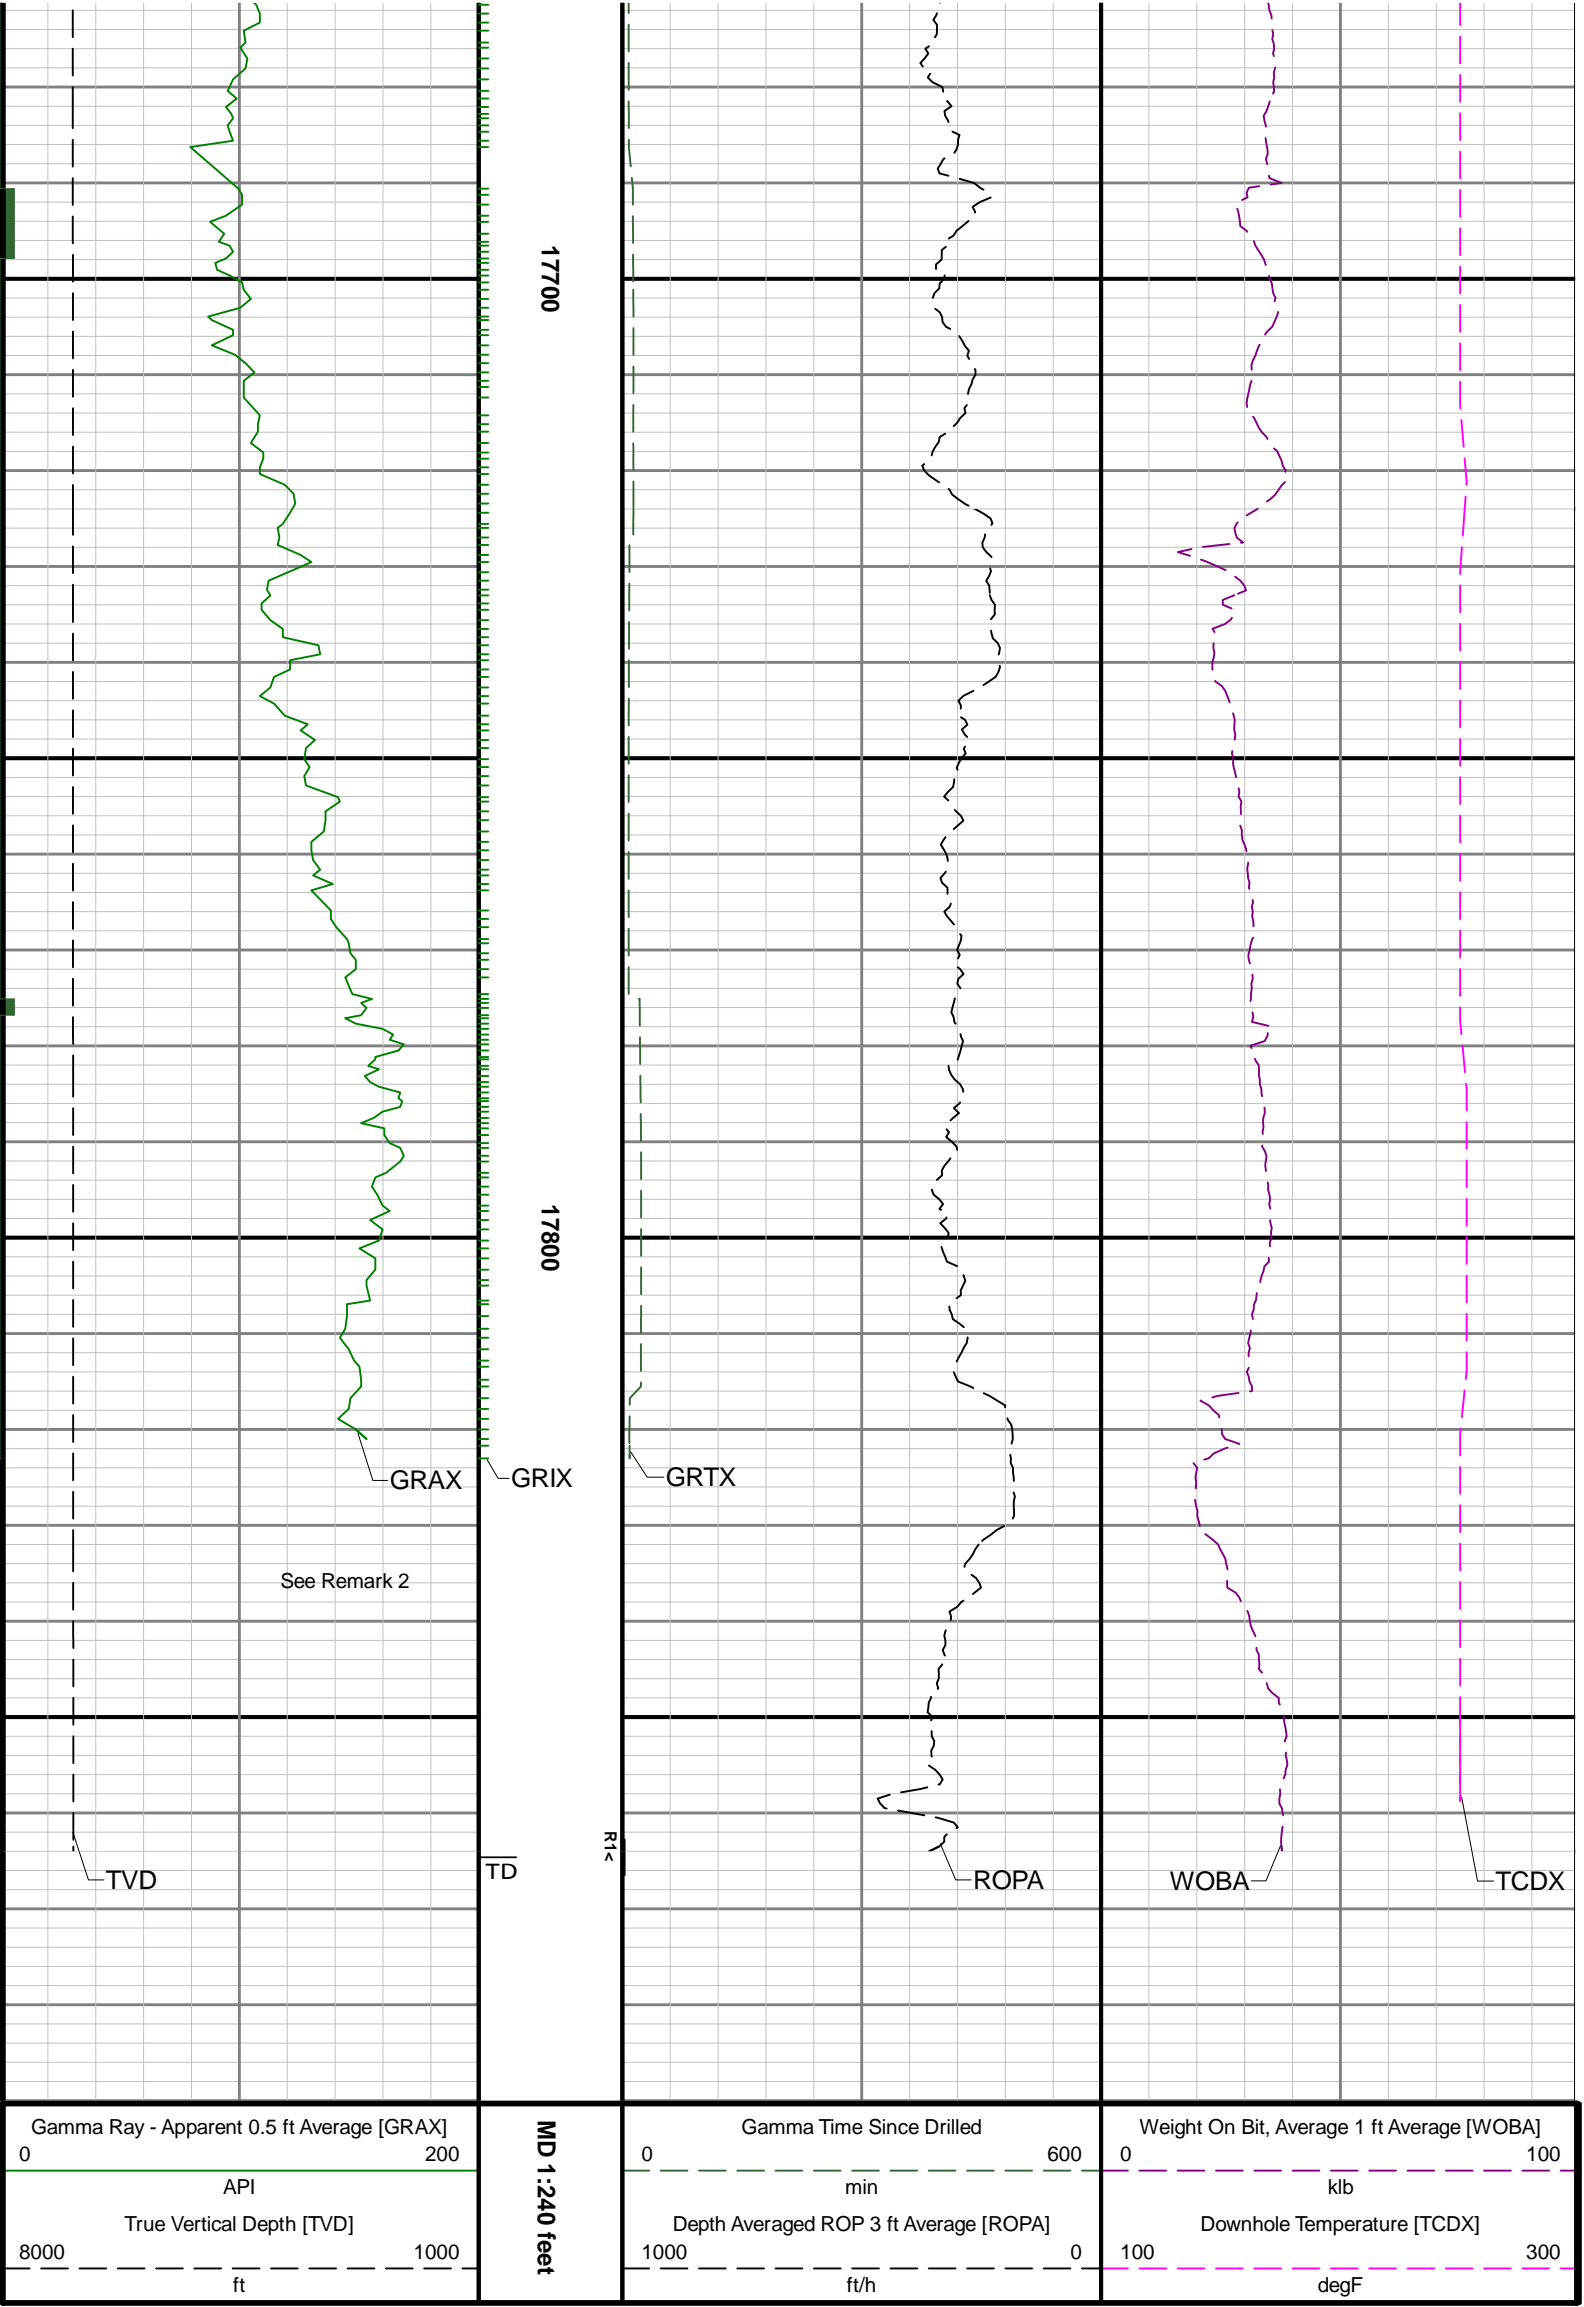 17700
17800
GRAX
GRIX
GRTX
See Remark 2
R1<
TD
TVD
ROPA
WOBA
TCDX
Gamma Ray - Apparent 0.5 ft Average [GRAX]
0 200
API
True Vertical Depth [TVD]
8000 1000
ft
MD 1:240 feet
Gamma Time Since Drilled
0 600
min
Depth Averaged ROP 3 ft Average [ROPA]
1000 0
ft/h
Weight On Bit, Average 1 ft Average [WOBA]
0 100
klb
Downhole Temperature [TCDX]
100 300
degF